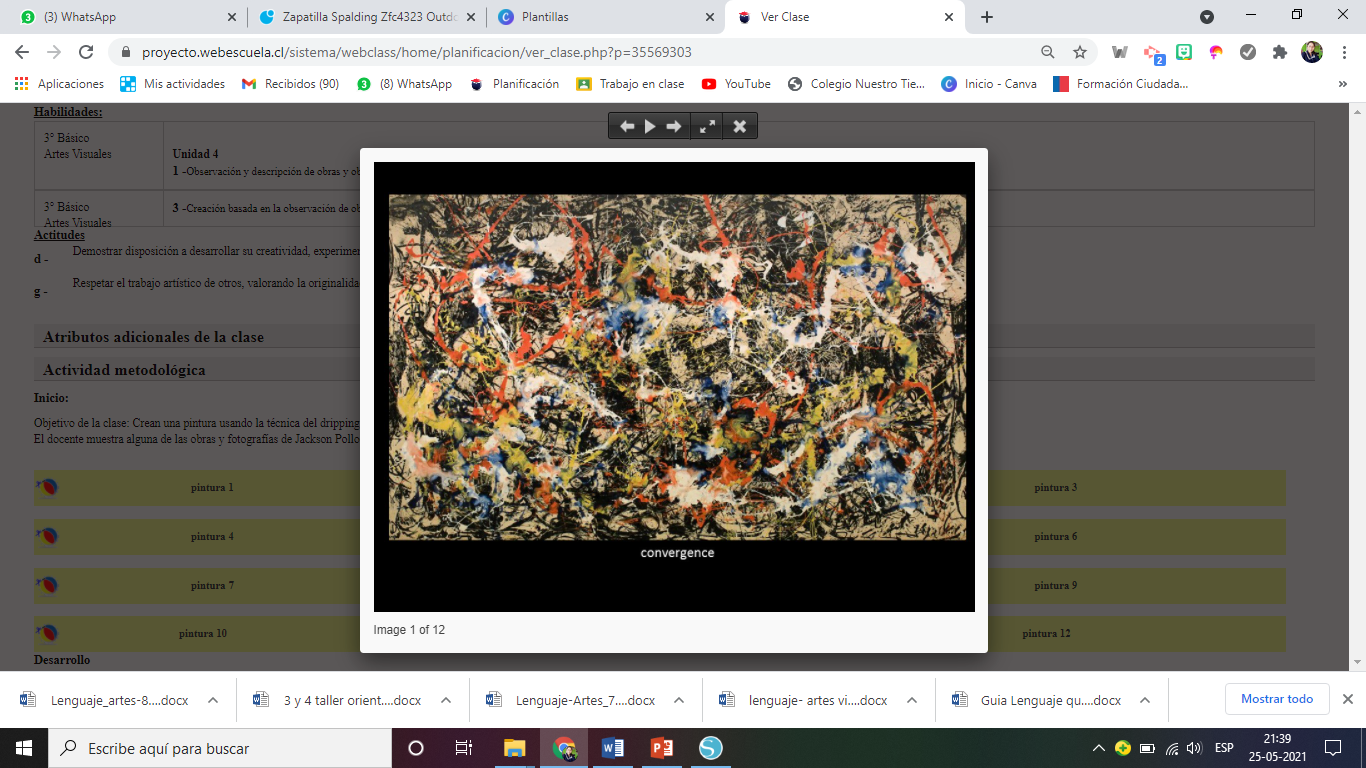 (3) WhatsApp
Zapatilla Spalding Zfc4323 Outdo
Plantillas
Ver Clase
proyecto.webescuela.cl/sistema/webclass/home/planificacion/ver_clase.php?p=35569303
2
Aplicaciones
Mis actividades
Recibidos (90)
(8) WhatsApp
Planificación
Trabajo en clase
YouTube
Colegio Nuestro Tie...
Inicio - Canva
Formación Ciudada...
Habilidades:
3° Básico
Artes Visuales
Unidad 4
1 -Observación y descripción de obras y ob
3° Básico
Artes Visuales
3 -Creación basada en la observación de ob
Actitudes
d - Demostrar disposición a desarrollar su creatividad, experimen
g - Respetar el trabajo artístico de otros, valorando la originalida
Atributos adicionales de la clase
Actividad metodológica
Inicio:
Objetivo de la clase: Crean una pintura usando la técnica del dripping
El docente muestra alguna de las obras y fotografías de Jackson Pollo
pintura 1
pintura 3
pintura 4
pintura 6
pintura 7
pintura 9
pintura 10
pintura 12
Desarrollo
convergence
Image 1 of 12
Lenguaje_artes-8....docx
3 y 4 taller orient....docx
Lenguaje-Artes_7....docx
lenguaje- artes vi....docx
Guia Lenguaje qu....docx
Mostrar todo
Escribe aquí para buscar
ESP
21:39
25-05-2021